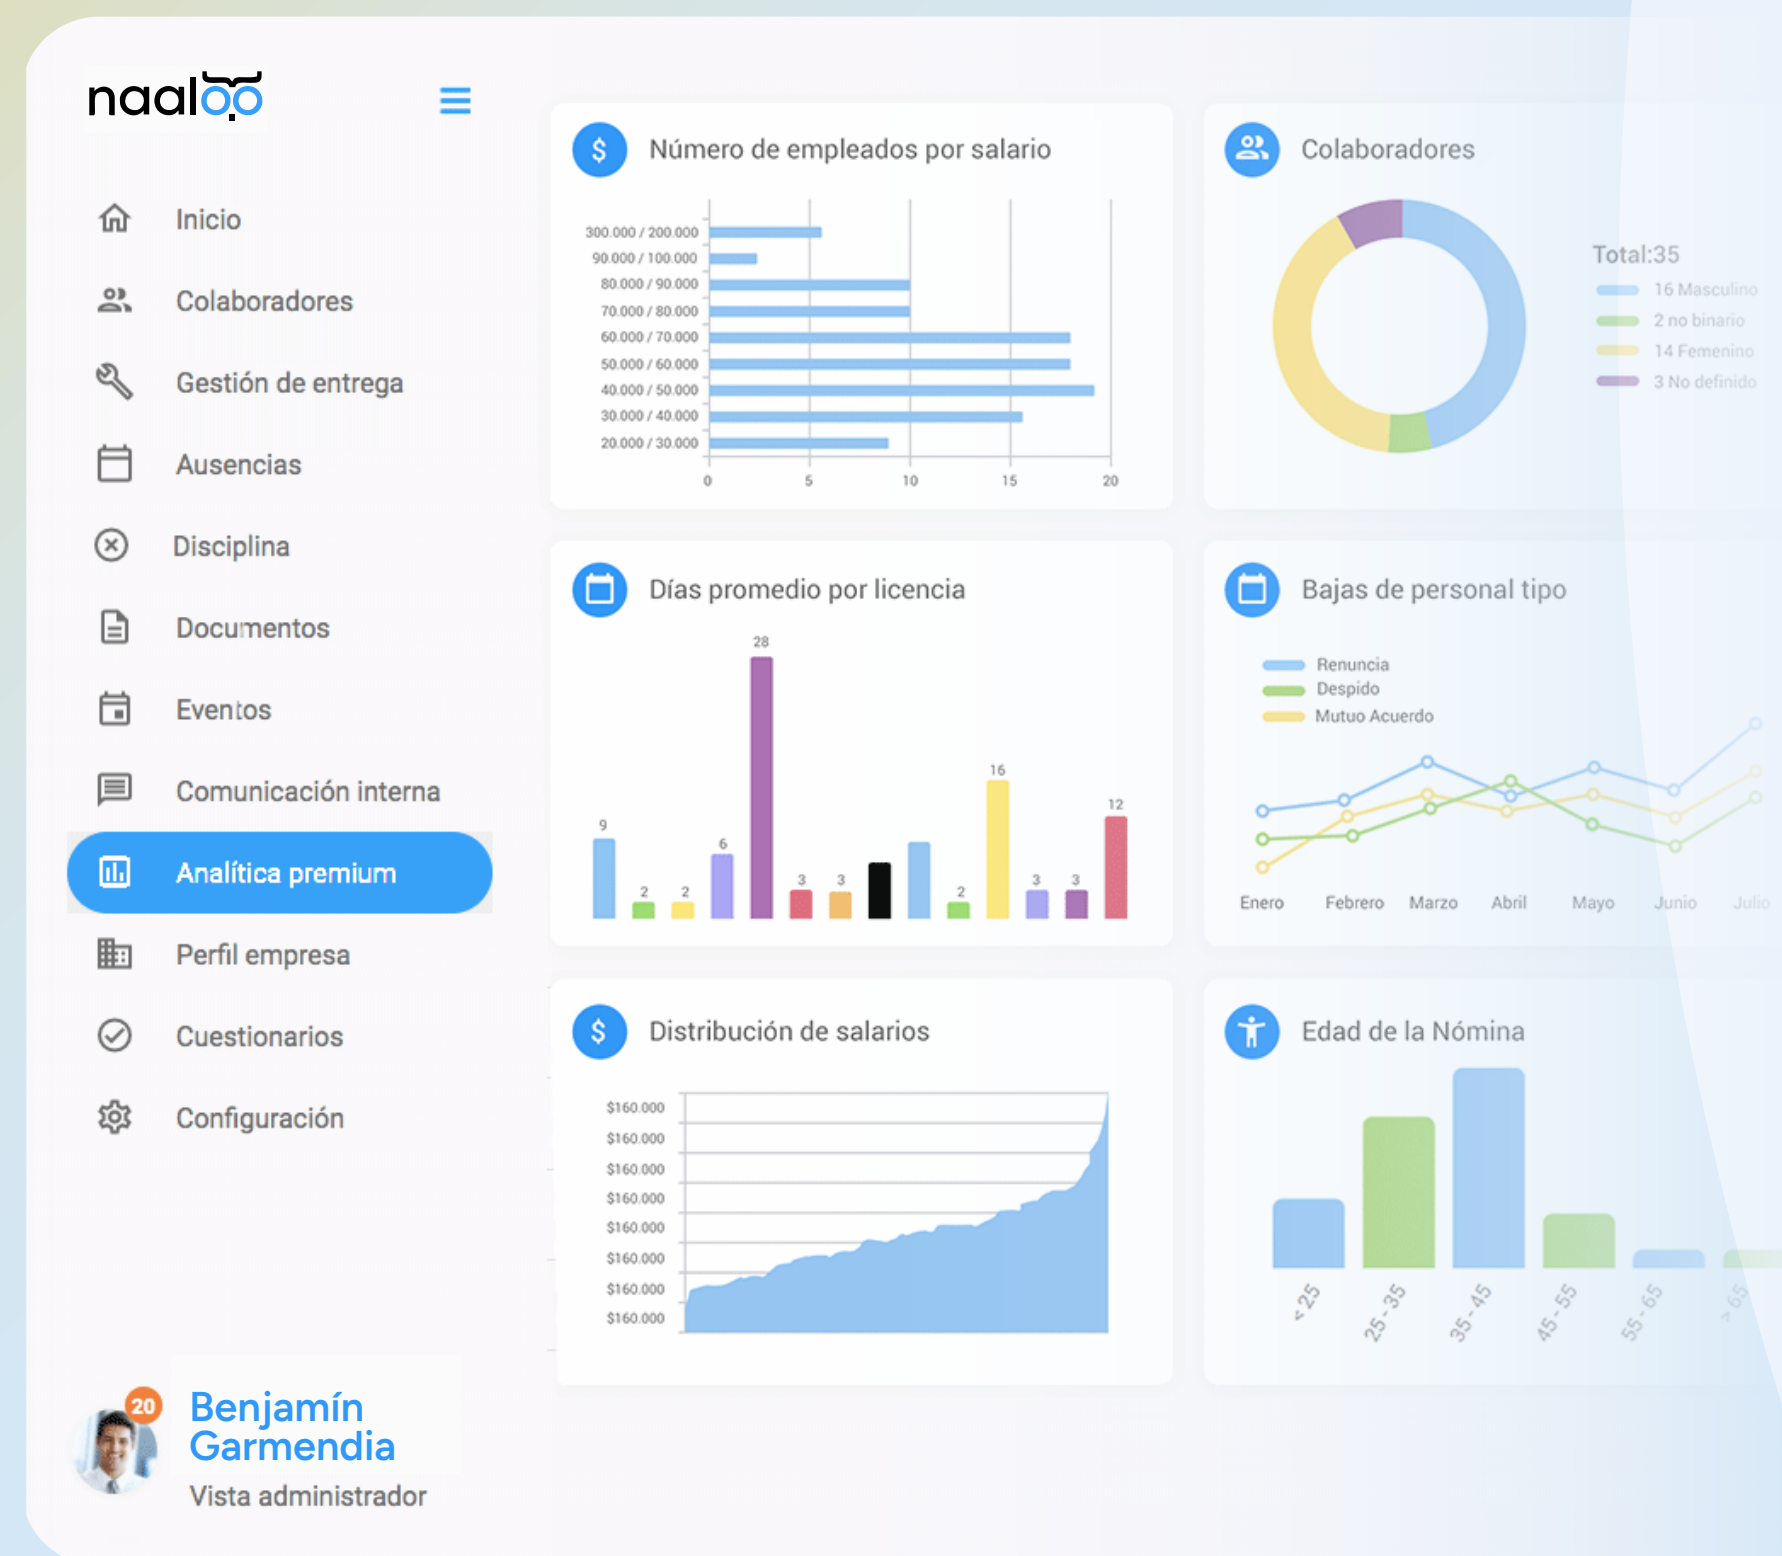 naaloo
Inicio
Colaboradores
Gestión de entrega
Ausencias
Disciplina
Documentos
Eventos
Comunicación interna
Analítica premium
Perfil empresa
Cuestionarios
Configuración
20
Benjamín
Garmendia
Vista administrador
$ Número de empleados por salario
300.000 / 200.000
90.000 / 100.000
80.000 / 90.000
70.000 / 80.000
60.000 / 70.000
50.000 / 60.000
40.000 / 50.000
30.000 / 40.000
20.000 / 30.000
0 5 10 15 20
Colaboradores
Total:35
16 Masculino
2 no binario
14 Femenino
3 No definido
Días promedio por licencia
9 2 2 6 28 3 3 2 16 3 3 12
Bajas de personal tipo
Renuncia
Despido
Mutuo Acuerdo
Enero Febrero Marzo Abril Mayo Junio Julio
$ Distribución de salarios
$160.000
$160.000
$160.000
$160.000
$160.000
$160.000
$160.000
$160.000
Edad de la Nómina
< 25 25 - 35 35 - 45 45 - 55 55 - 65 > 65